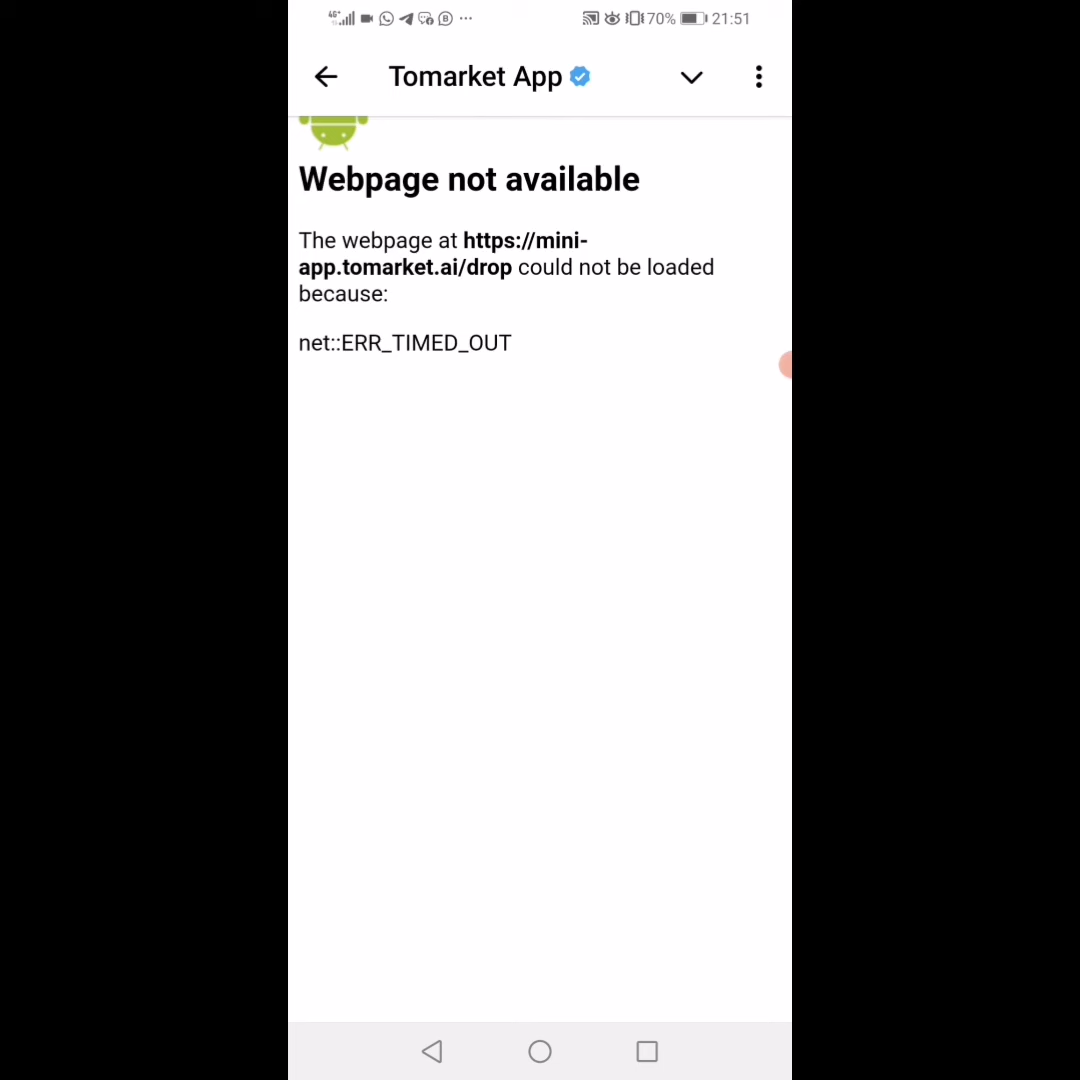 4G+ 70% 21:51
Tomarket App
Webpage not available
The webpage at https://mini-
app.tomarket.ai/drop could not be loaded
because:
net::ERR_TIMED_OUT